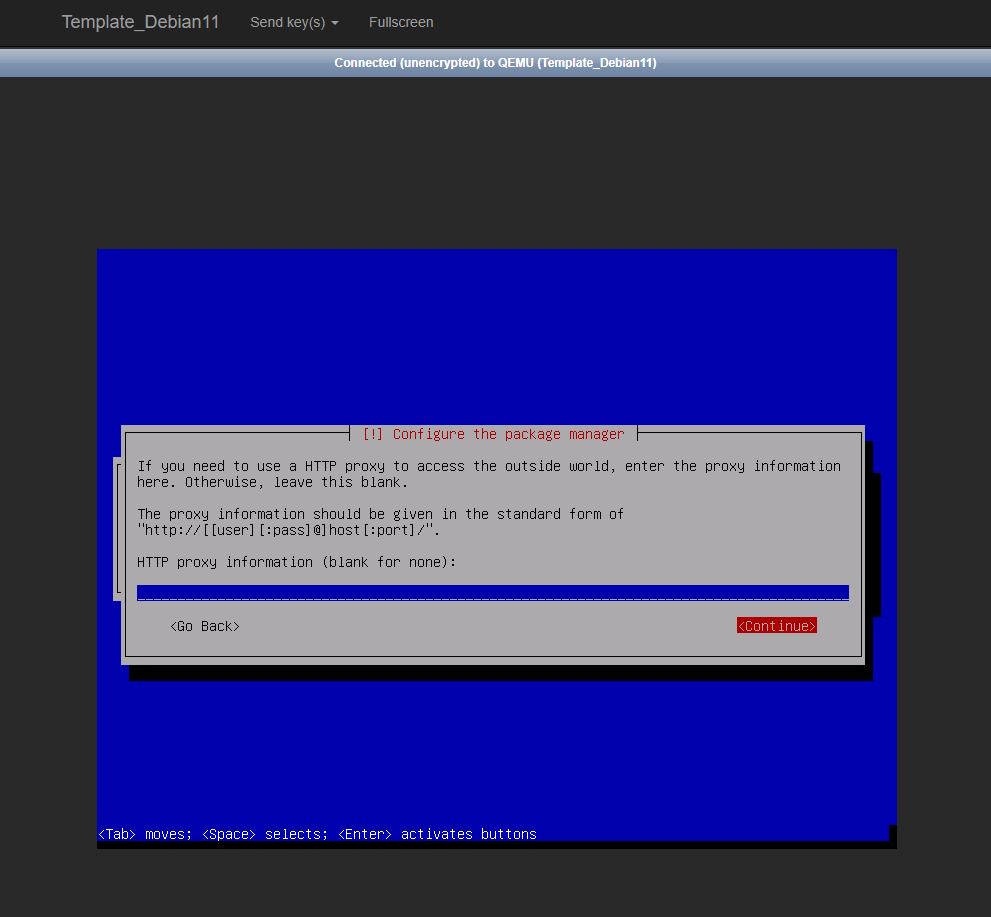 Template_Debian11 Send key(s) Fullscreen
Connected (unencrypted) to QEMU (Template_Debian11)
[!] Configure the package manager
If you need to use a HTTP proxy to access the outside world, enter the proxy information
here. Otherwise, leave this blank.
The proxy information should be given in the standard form of
"http://[[user][:pass]@]host[:port]/".
HTTP proxy information (blank for none):
<Go Back> <Continue>
<Tab> moves; <Space> selects; <Enter> activates buttons